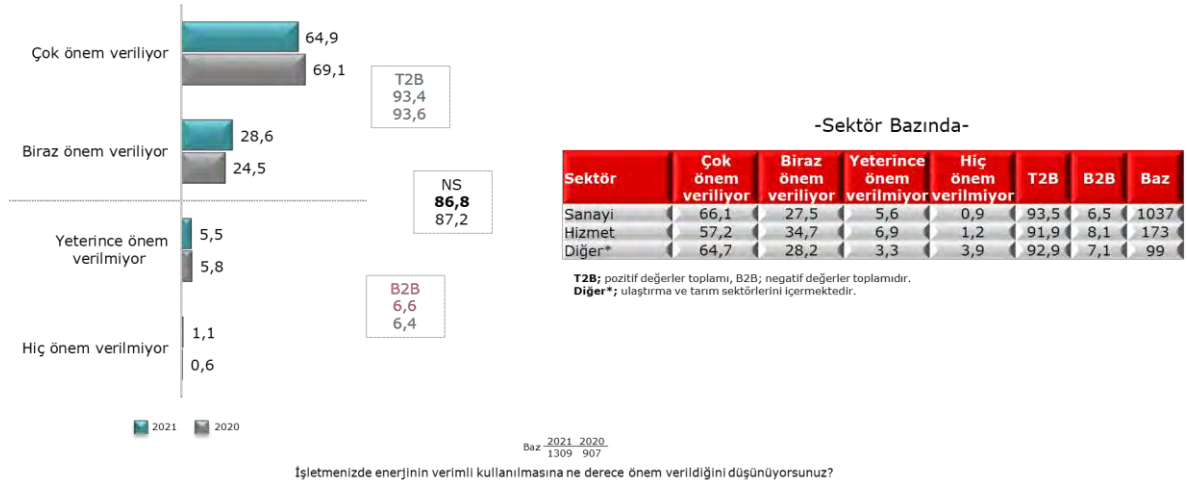 Çok önem veriliyor
64,9
69,1
T2B
93,4
93,6
Biraz önem veriliyor
28,6
24,5
NS
86,8
87,2
Yeterince önem
verilmiyor
5,5
5,8
B2B
6,6
6,4
Hiç önem verilmiyor
1,1
0,6
2021 2020
-Sektör Bazında-
Sektör Çok önem veriliyor Biraz önem veriliyor Yeterince önem verilmiyor Hiç önem verilmiyor T2B B2B Baz
Sanayi 66,1 27,5 5,6 0,9 93,5 6,5 1037
Hizmet 57,2 34,7 6,9 1,2 91,9 8,1 173
Diğer* 64,7 28,2 3,3 3,9 92,9 7,1 99
T2B; pozitif değerler toplamı, B2B; negatif değerler toplamıdır.
Diğer*; ulaştırma ve tarım sektörlerini içermektedir.
Baz 2021 2020
1309 907
İşletmenizde enerjinin verimli kullanılmasına ne derece önem verildiğini düşünüyorsunuz?